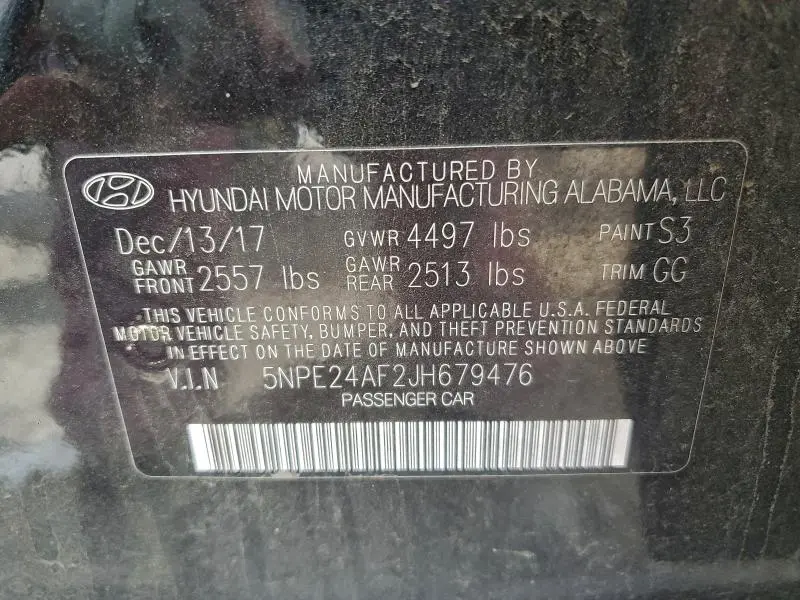 MANUFACTURED BY
HYUNDAI MOTOR MANUFACTURING ALABAMA, LLC
Dec/13/17 GVWR 4497 lbs PAINT S3
GAWR FRONT 2557 lbs GAWR REAR 2513 lbs TRIM GG
THIS VEHICLE CONFORMS TO ALL APPLICABLE U.S.A. FEDERAL
MOTOR VEHICLE SAFETY, BUMPER, AND THEFT PREVENTION STANDARDS
IN EFFECT ON THE DATE OF MANUFACTURE SHOWN ABOVE
V.I.N 5NPE24AF2JH679476
PASSENGER CAR